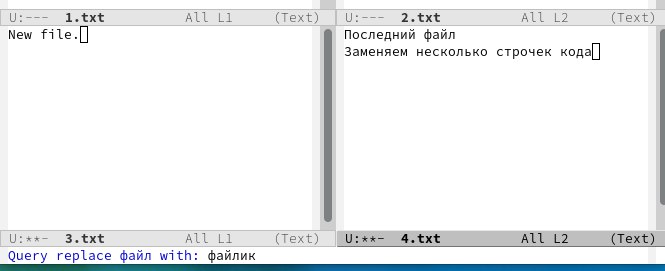 U:--- 1.txt All L1 (Text)
U:--- 2.txt All L2 (Text)
New file.
Последний файл
Заменяем несколько строчек кода
U:**- 3.txt All L1 (Text)
U:**- 4.txt All L2 (Text)
Query replace файл with: файлик